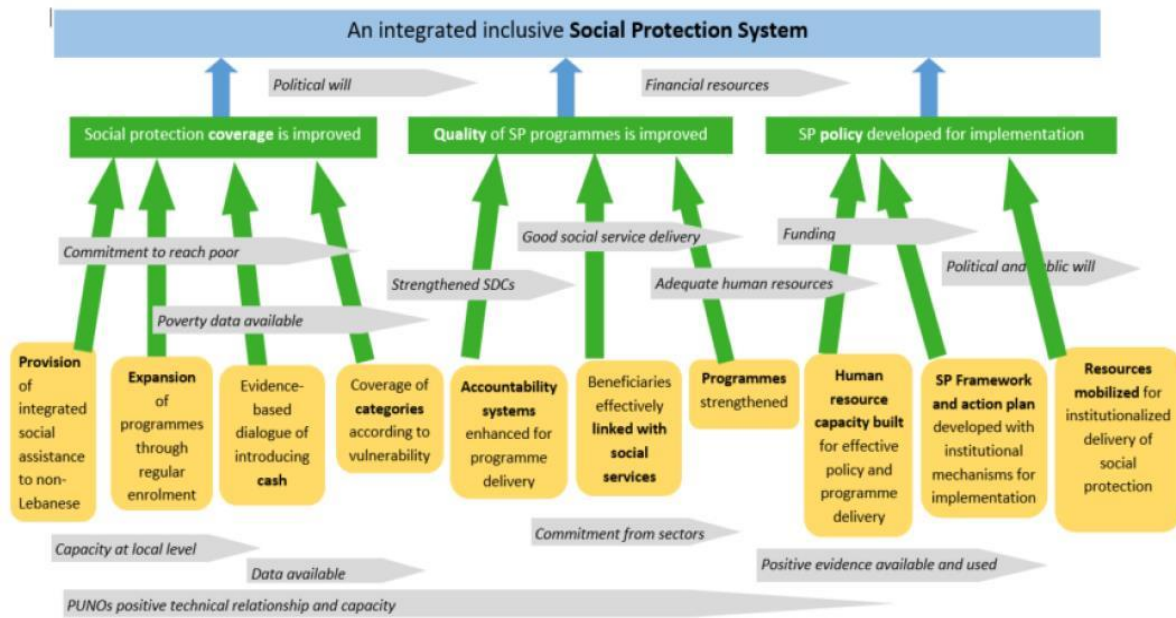 An integrated inclusive Social Protection System
Political will
Financial resources
Social protection coverage is improved
Quality of SP programmes is improved
SP policy developed for implementation
Good social service delivery
Funding
Commitment to reach poor
Political and public will
Strengthened SDCs
Adequate human resources
Poverty data available
Provision of
integrated
social
assistance
to non-
Lebanese
Expansion
of
programmes
through
regular
enrolment
Evidence-
based
dialogue of
introducing
cash
Coverage of
categories
according to
vulnerability
Accountability
systems
enhanced for
programme
delivery
Beneficiaries
effectively
linked with
social
services
Programmes
strengthened
Human
resource
capacity built
for effective
policy and
programme
delivery
SP Framework
and action plan
developed with
institutional
mechanisms for
implementation
Resources
mobilized for
institutionalized
delivery of
social
protection
Commitment from sectors
Capacity at local level
Positive evidence available and used
Data available
PUNOs positive technical relationship and capacity